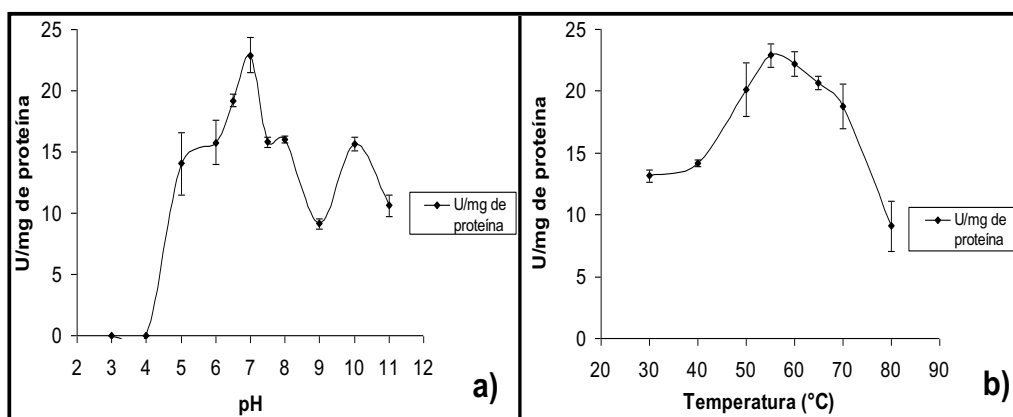 U/mg de proteína
25
20
15
10
5
0
2 3 4 5 6 7 8 9 10 11 12
pH
U/mg de
proteína
a)
U/mg de proteína
25
20
15
10
5
0
20 30 40 50 60 70 80 90
Temperatura (°C)
U/mg de
proteína
b)